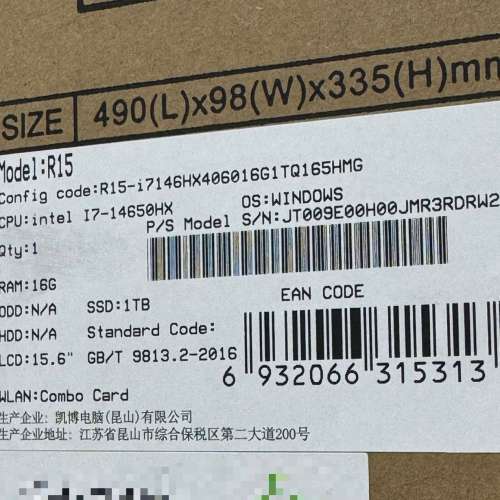 SIZE 490(L)x98(W)x335(H)mm
Model:R15
Config code:R15-i7146HX406016G1TQ165HMG
CPU:intel I7-14650HX OS:WINDOWS
Qty:1 P/S Model S/N:JT009E00H00JMR3RDRW2
RAM:16G
ODD:N/A SSD:1TB EAN CODE
HDD:N/A Standard Code:
LCD:15.6" GB/T 9813.2-2016
6 932066 315313
WLAN:Combo Card
生产企业: 凯博电脑(昆山)有限公司
生产企业地址: 江苏省昆山市综合保税区第二大道200号